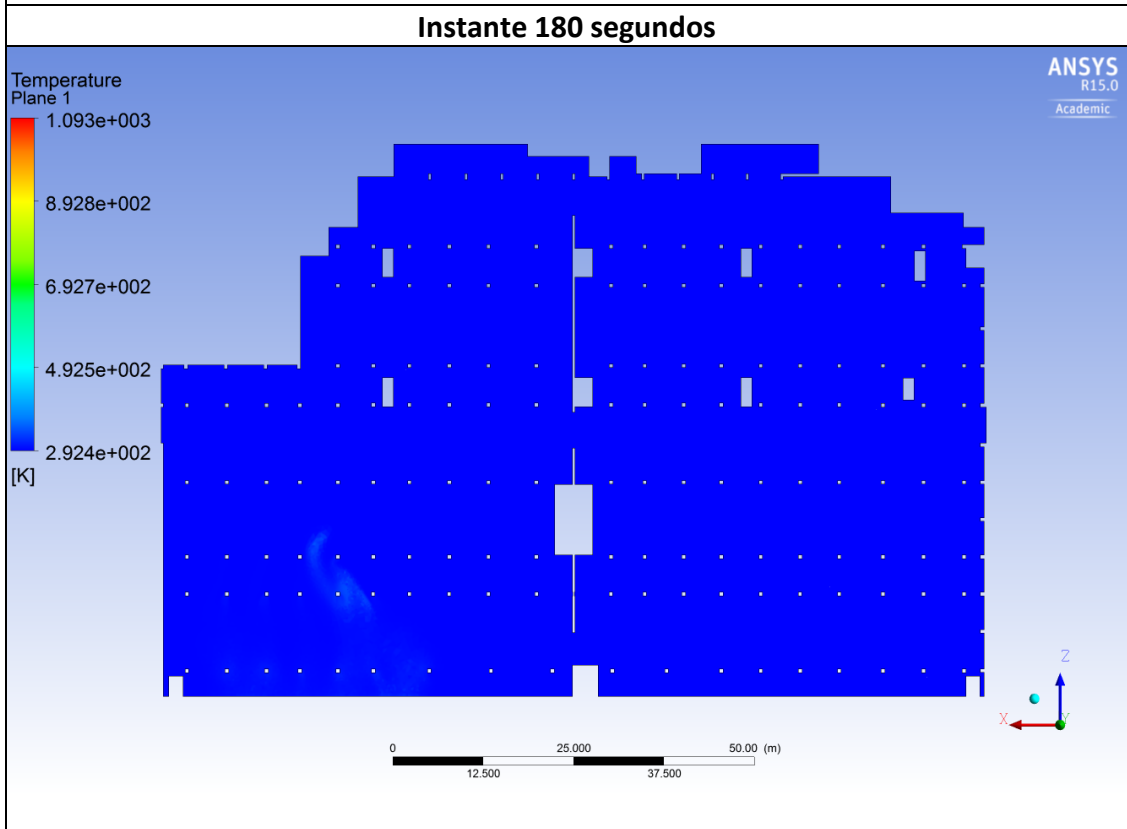 Instante 180 segundos
ANSYS
R15.0
Academic
Temperature
Plane 1
1.093e+003
8.928e+002
6.927e+002
4.925e+002
2.924e+002
[K]
Z
X
Y
0 25.000 50.00 (m)
12.500 37.500